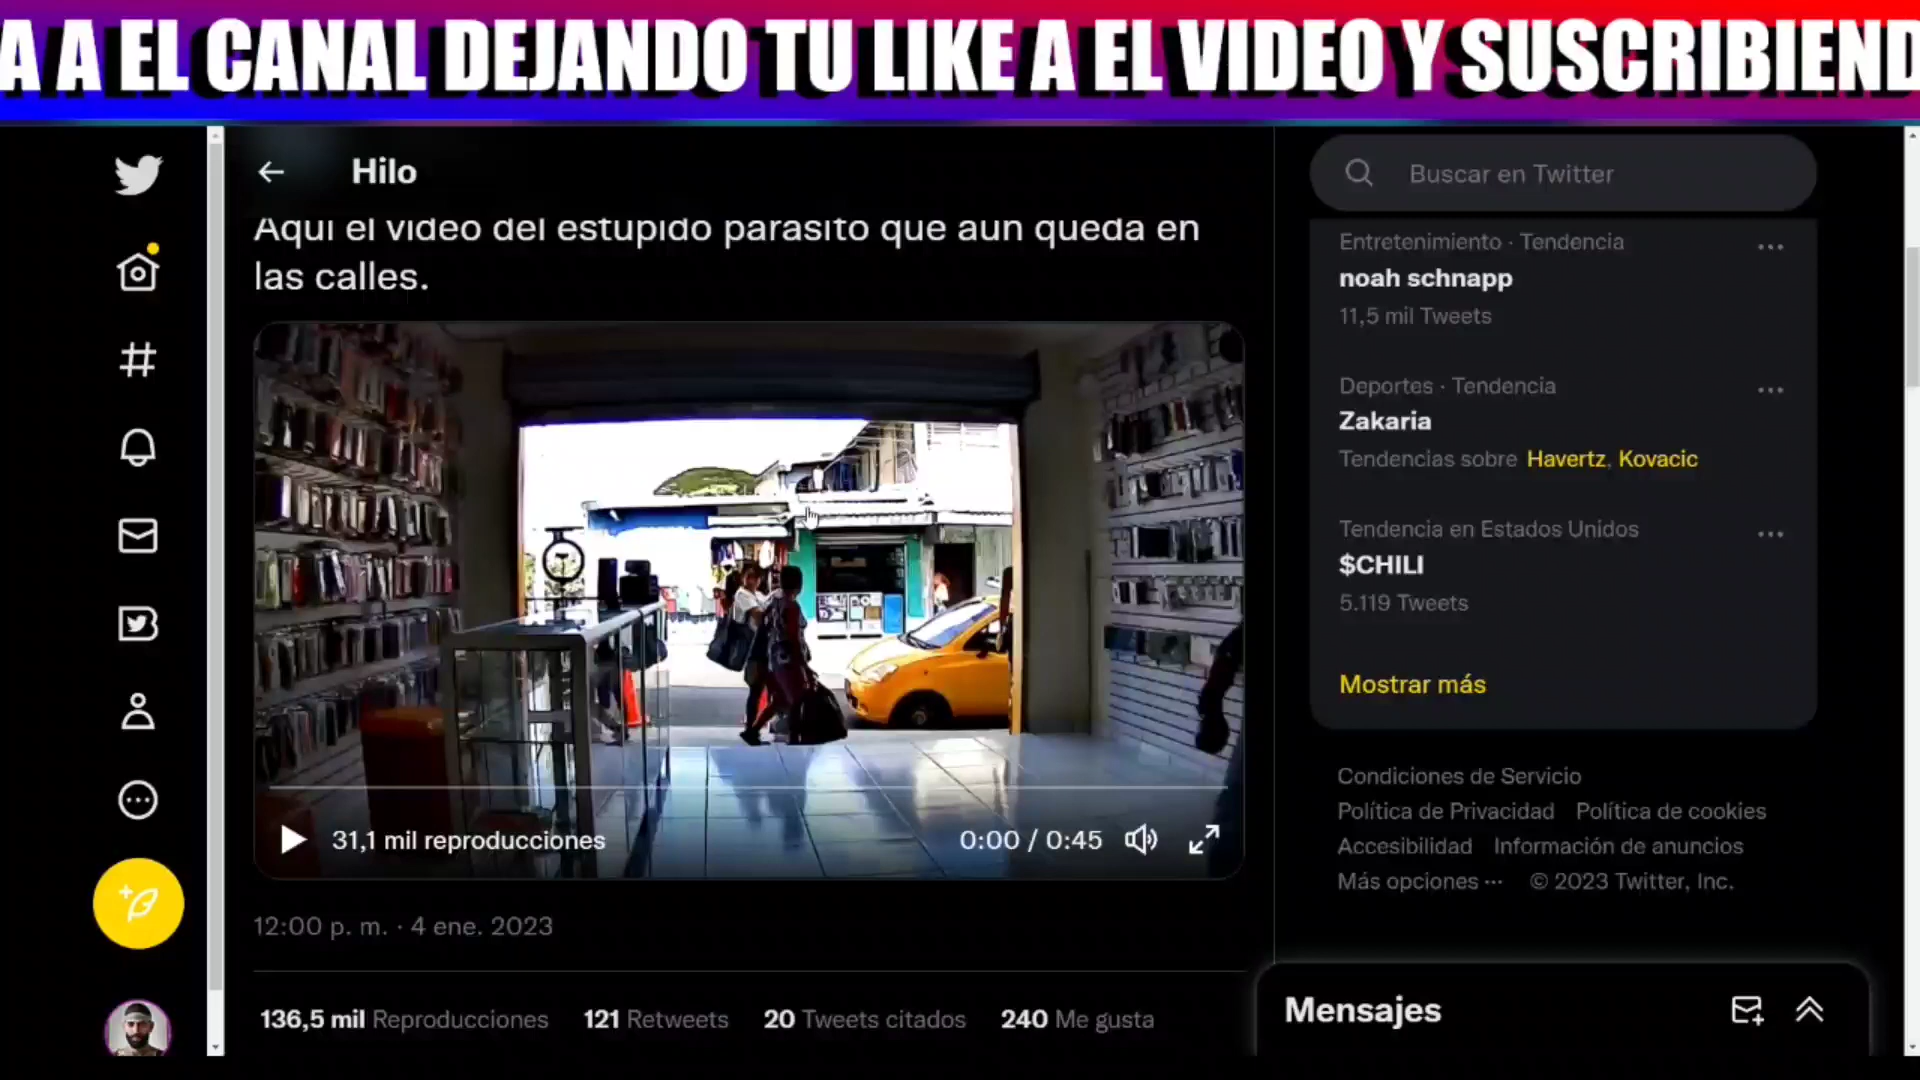 A A EL CANAL DEJANDO TU LIKE A EL VIDEO Y SUSCRIBIEND
Hilo
Aqui el video del estupido parasito que aun queda en
las calles.
31,1 mil reproducciones
0:00 / 0:45
12:00 p. m. · 4 ene. 2023
136,5 mil Reproducciones 121 Retweets 20 Tweets citados 240 Me gusta
Buscar en Twitter
Entretenimiento · Tendencia
noah schnapp
11,5 mil Tweets
Deportes · Tendencia
Zakaria
Tendencias sobre Havertz, Kovacic
Tendencia en Estados Unidos
$CHILI
5.119 Tweets
Mostrar más
Condiciones de Servicio
Política de Privacidad Política de cookies
Accesibilidad Información de anuncios
Más opciones ··· © 2023 Twitter, Inc.
Mensajes